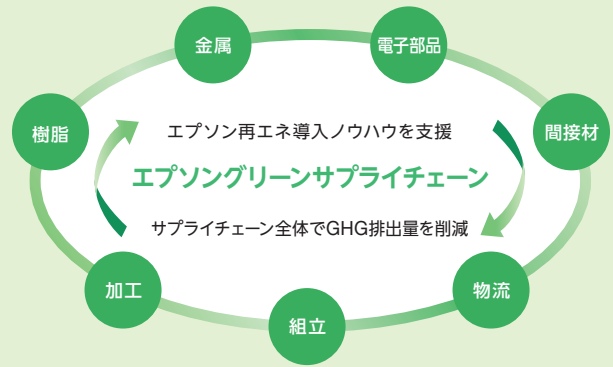 金属
電子部品
樹脂
間接材
エプソン再エネ導入ノウハウを支援
エプソングリーンサプライチェーン
サプライチェーン全体でGHG排出量を削減
加工
物流
組立